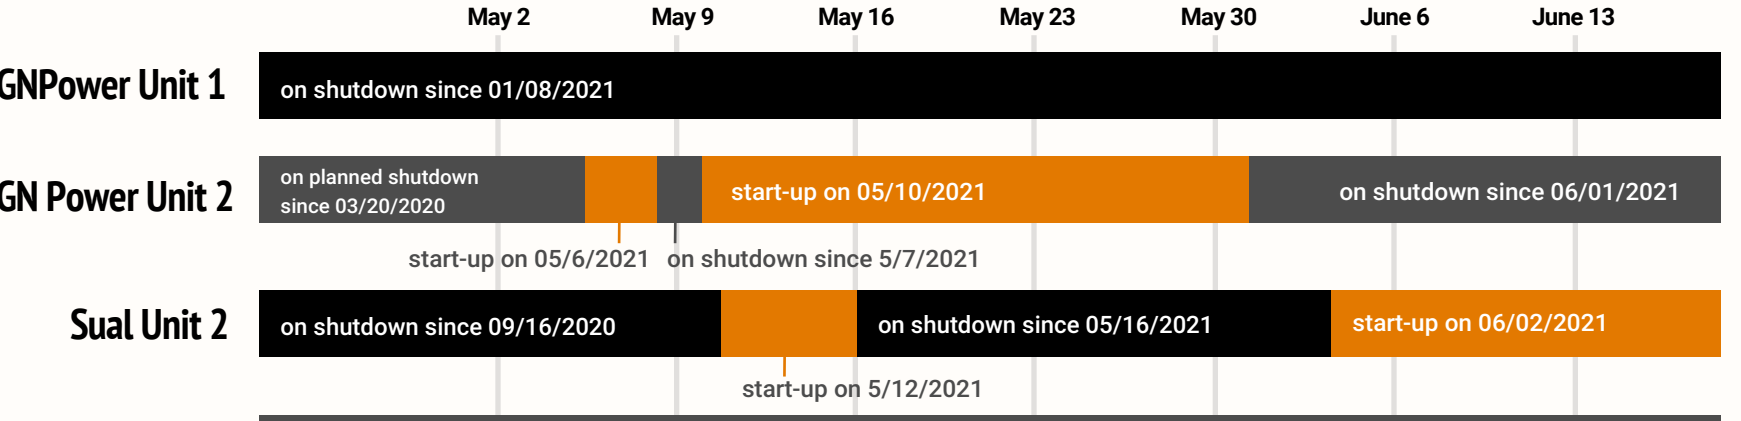 May 2 May 9 May 16 May 23 May 30 June 6 June 13
GNPower Unit 1
on shutdown since 01/08/2021
GN Power Unit 2
on planned shutdown
since 03/20/2020
start-up on 05/10/2021
on shutdown since 06/01/2021
start-up on 05/6/2021
on shutdown since 5/7/2021
Sual Unit 2
on shutdown since 09/16/2020
on shutdown since 05/16/2021
start-up on 06/02/2021
start-up on 5/12/2021